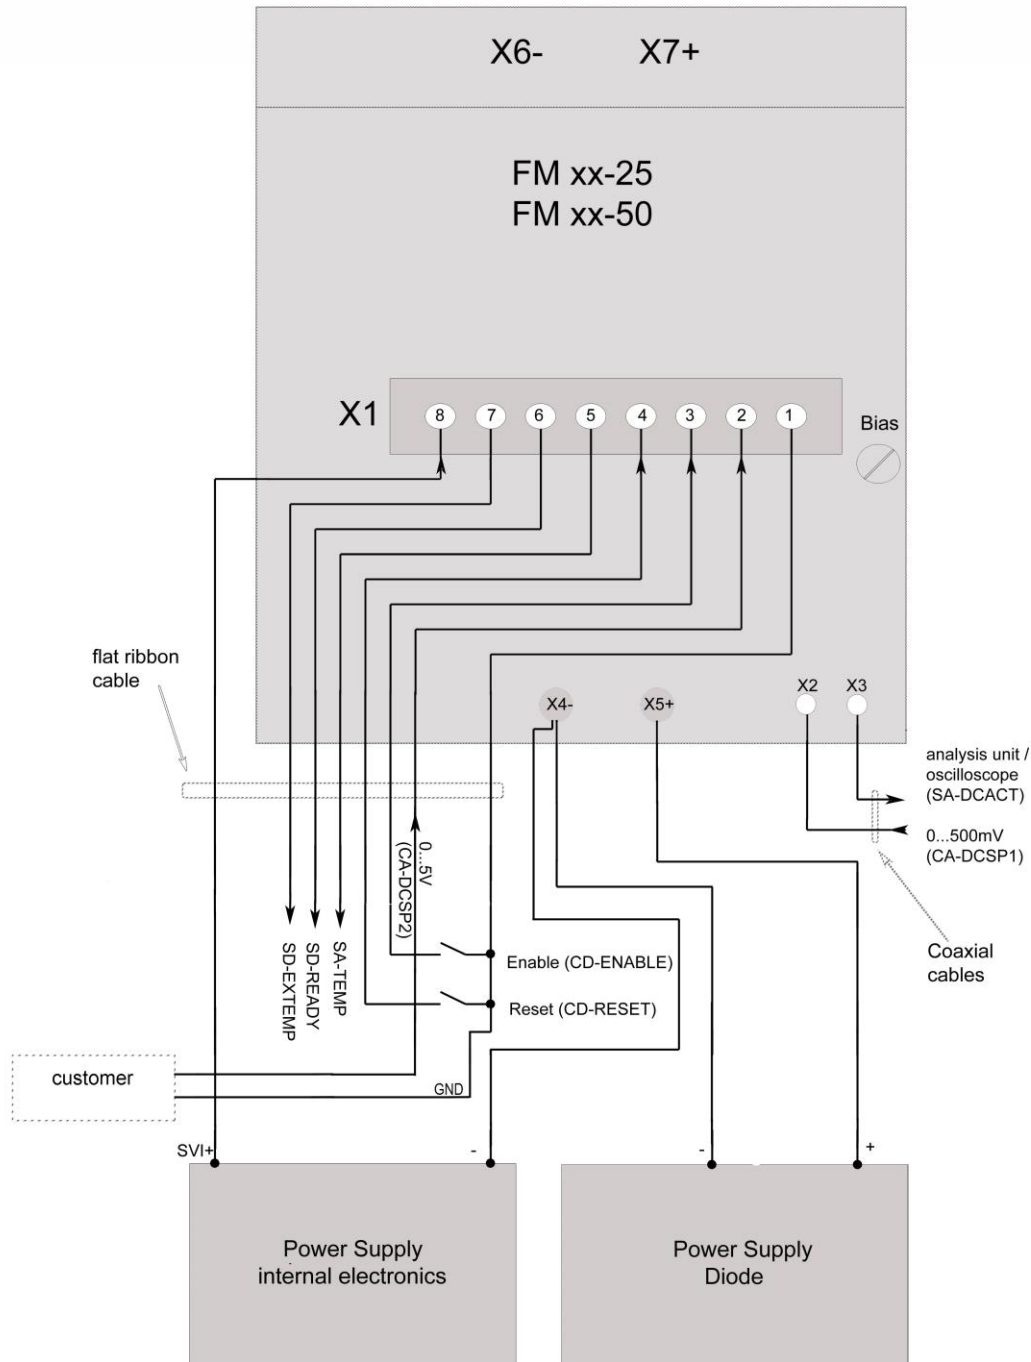 X6- X7+
FM xx-25
FM xx-50
X1
8 7 6 5 4 3 2 1
Bias
flat ribbon
cable
X4- X5+ X2 X3
analysis unit /
oscilloscope
(SA-DCACT)
0...500mV
(CA-DCSP1)
0...5V
(CA-DCSP2)
SD-EXTEMP
SD-READY
SA-TEMP
Enable (CD-ENABLE)
Reset (CD-RESET)
Coaxial
cables
customer
GND
SVI+ - - +
Power Supply
internal electronics
Power Supply
Diode